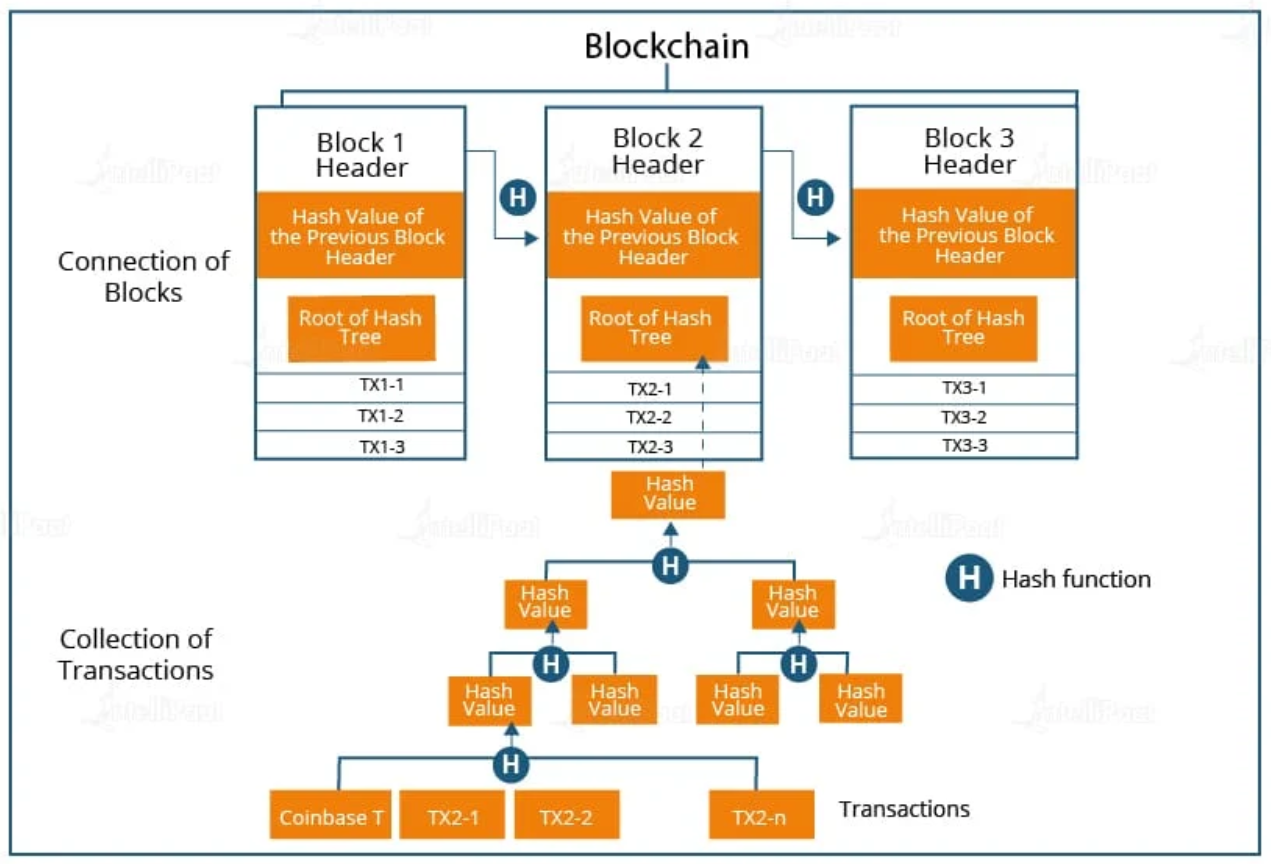 Blockchain
Block 1
Header
Block 2
Header
Block 3
Header
H
H
Hash Value of
the Previous Block
Header
Hash Value of
the Previous Block
Header
Hash Value of
the Previous Block
Header
Connection of
Blocks
Root of Hash
Tree
Root of Hash
Tree
Root of Hash
Tree
TX1-1
TX1-2
TX1-3
TX2-1
TX2-2
TX2-3
TX3-1
TX3-2
TX3-3
Hash
Value
H
H Hash function
Hash
Value
Hash
Value
Collection of
Transactions
H
H
Hash
Value
Hash
Value
Hash
Value
Hash
Value
H
Coinbase T
TX2-1
TX2-2
TX2-n
Transactions